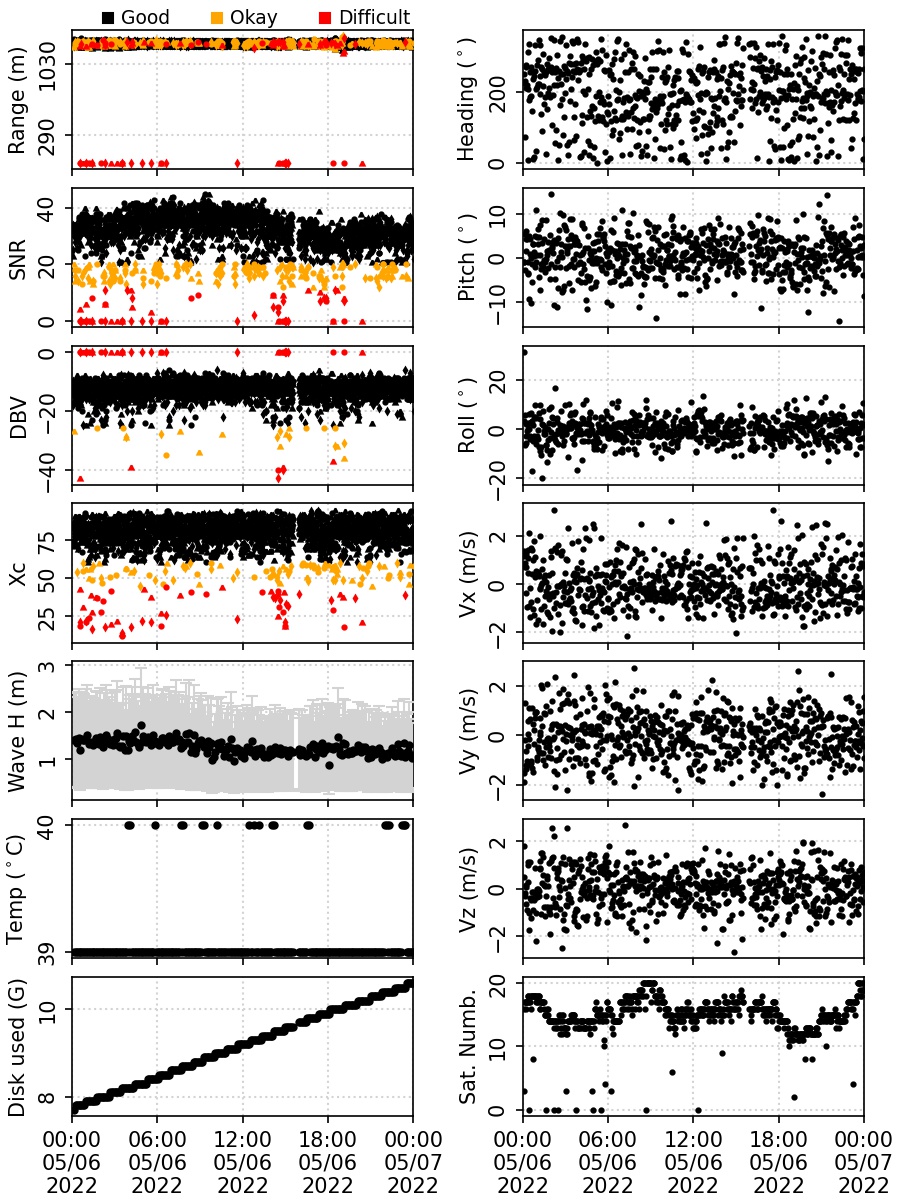 Good Okay Difficult
Range (m)
1030
290
Heading (°)
200
0
SNR
40
20
0
Pitch (°)
10
0
−10
DBV
0
−20
−40
Roll (°)
20
0
−20
Xc
75
50
25
Vx (m/s)
2
0
−2
Wave H (m)
3
2
1
Vy (m/s)
2
0
−2
Temp (°C)
40
39
Vz (m/s)
2
0
−2
Disk used (G)
10
8
Sat. Numb.
20
10
0
00:00 06:00 12:00 18:00 00:00
05/06 05/06 05/06 05/06 05/07
2022 2022 2022 2022 2022
00:00 06:00 12:00 18:00 00:00
05/06 05/06 05/06 05/06 05/07
2022 2022 2022 2022 2022